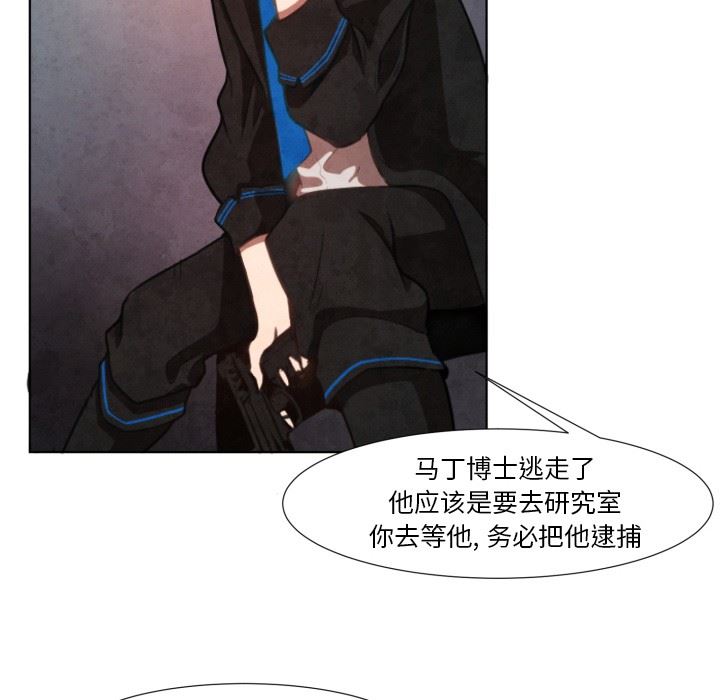 马丁博士逃走了
他应该是要去研究室
你去等他, 务必把他逮捕